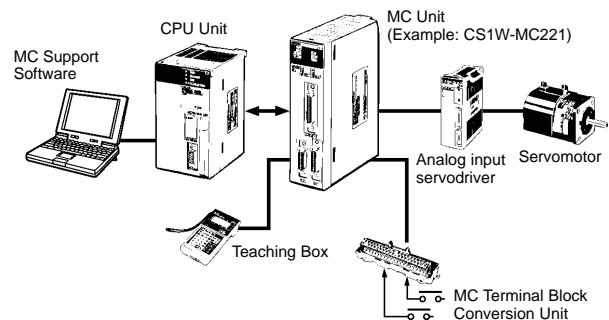 CPU Unit
MC Unit
(Example: CS1W-MC221)
MC Support
Software
Analog input
servodriver
Servomotor
Teaching Box
MC Terminal Block
Conversion Unit